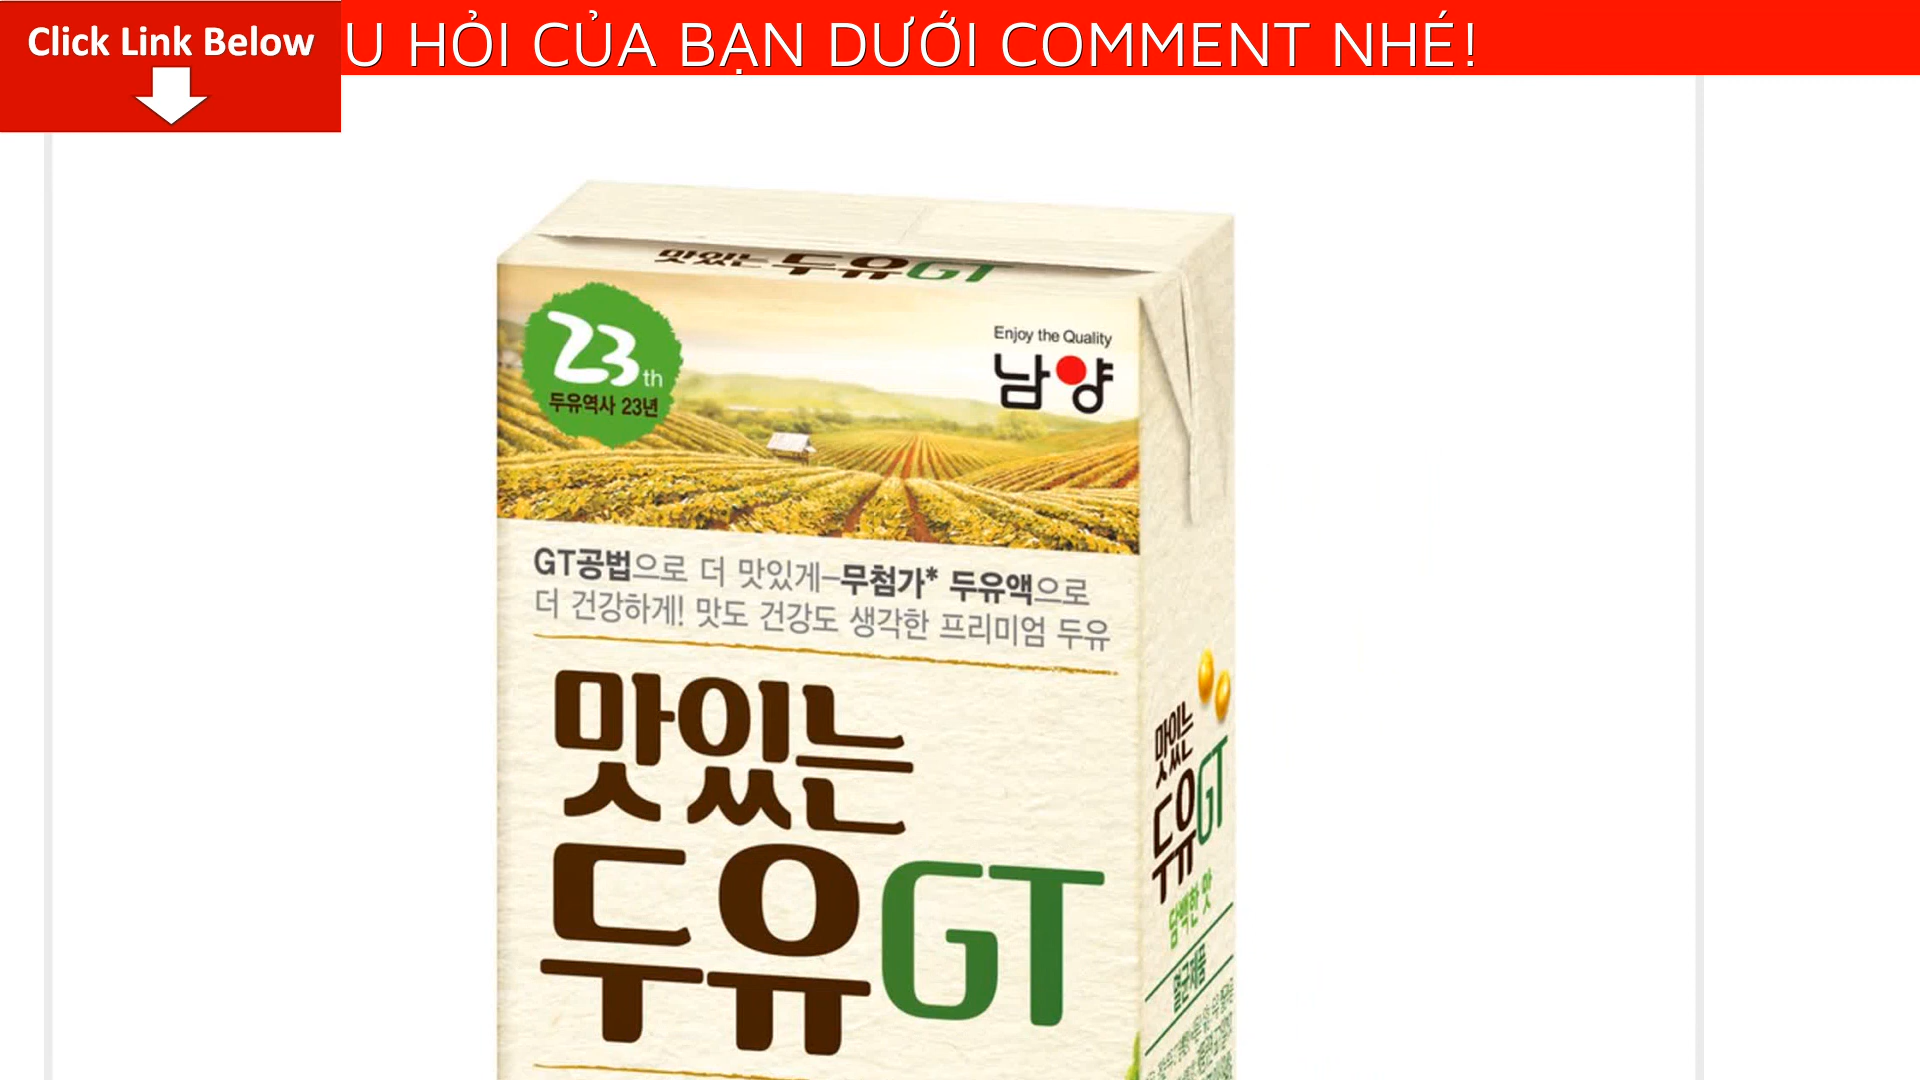 Click Link Below
U HỎI CỦA BẠN DƯỚI COMMENT NHÉ!
맛있는 두유GT
23th
두유역사 23년
Enjoy the Quality
남양
GT공법으로 더 맛있게-무첨가* 두유액으로
더 건강하게! 맛도 건강도 생각한 프리미엄 두유
맛있는
두유GT
맛있는
두유GT
담백한 맛
멸균제품